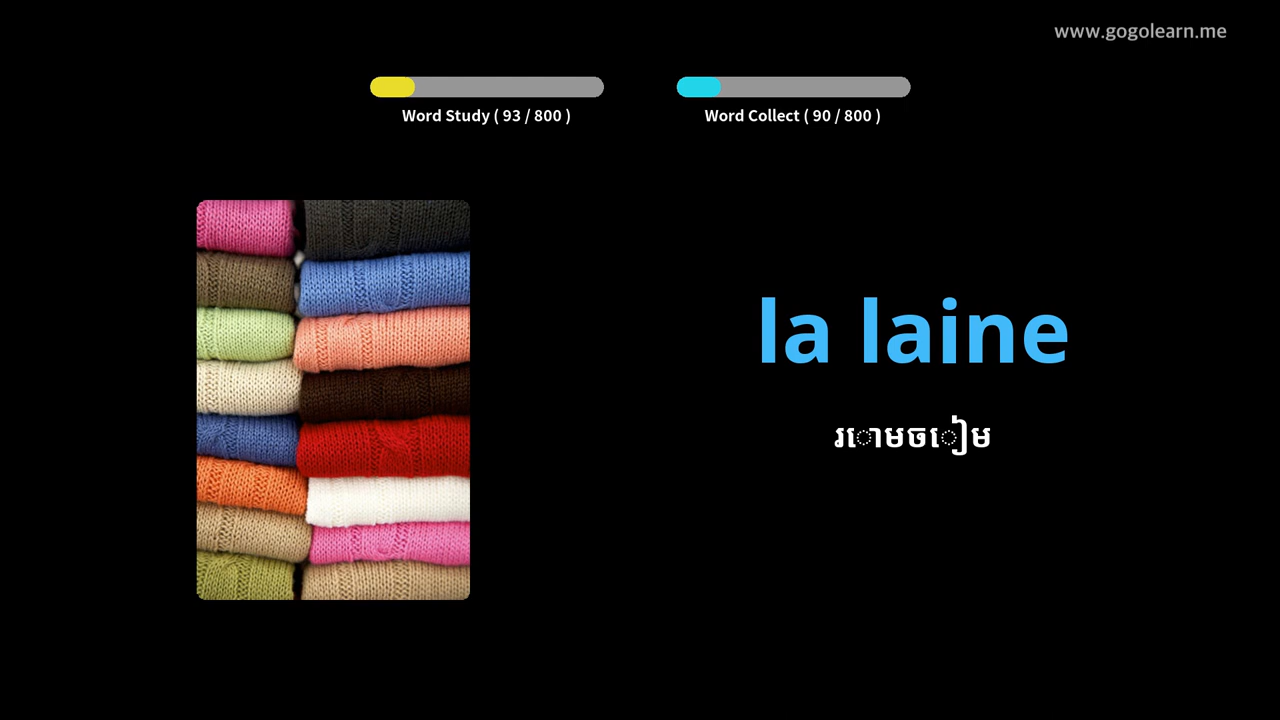 www.gogolearn.me
Word Study ( 93 / 800 )
Word Collect ( 90 / 800 )
la laine
រោមចៀម